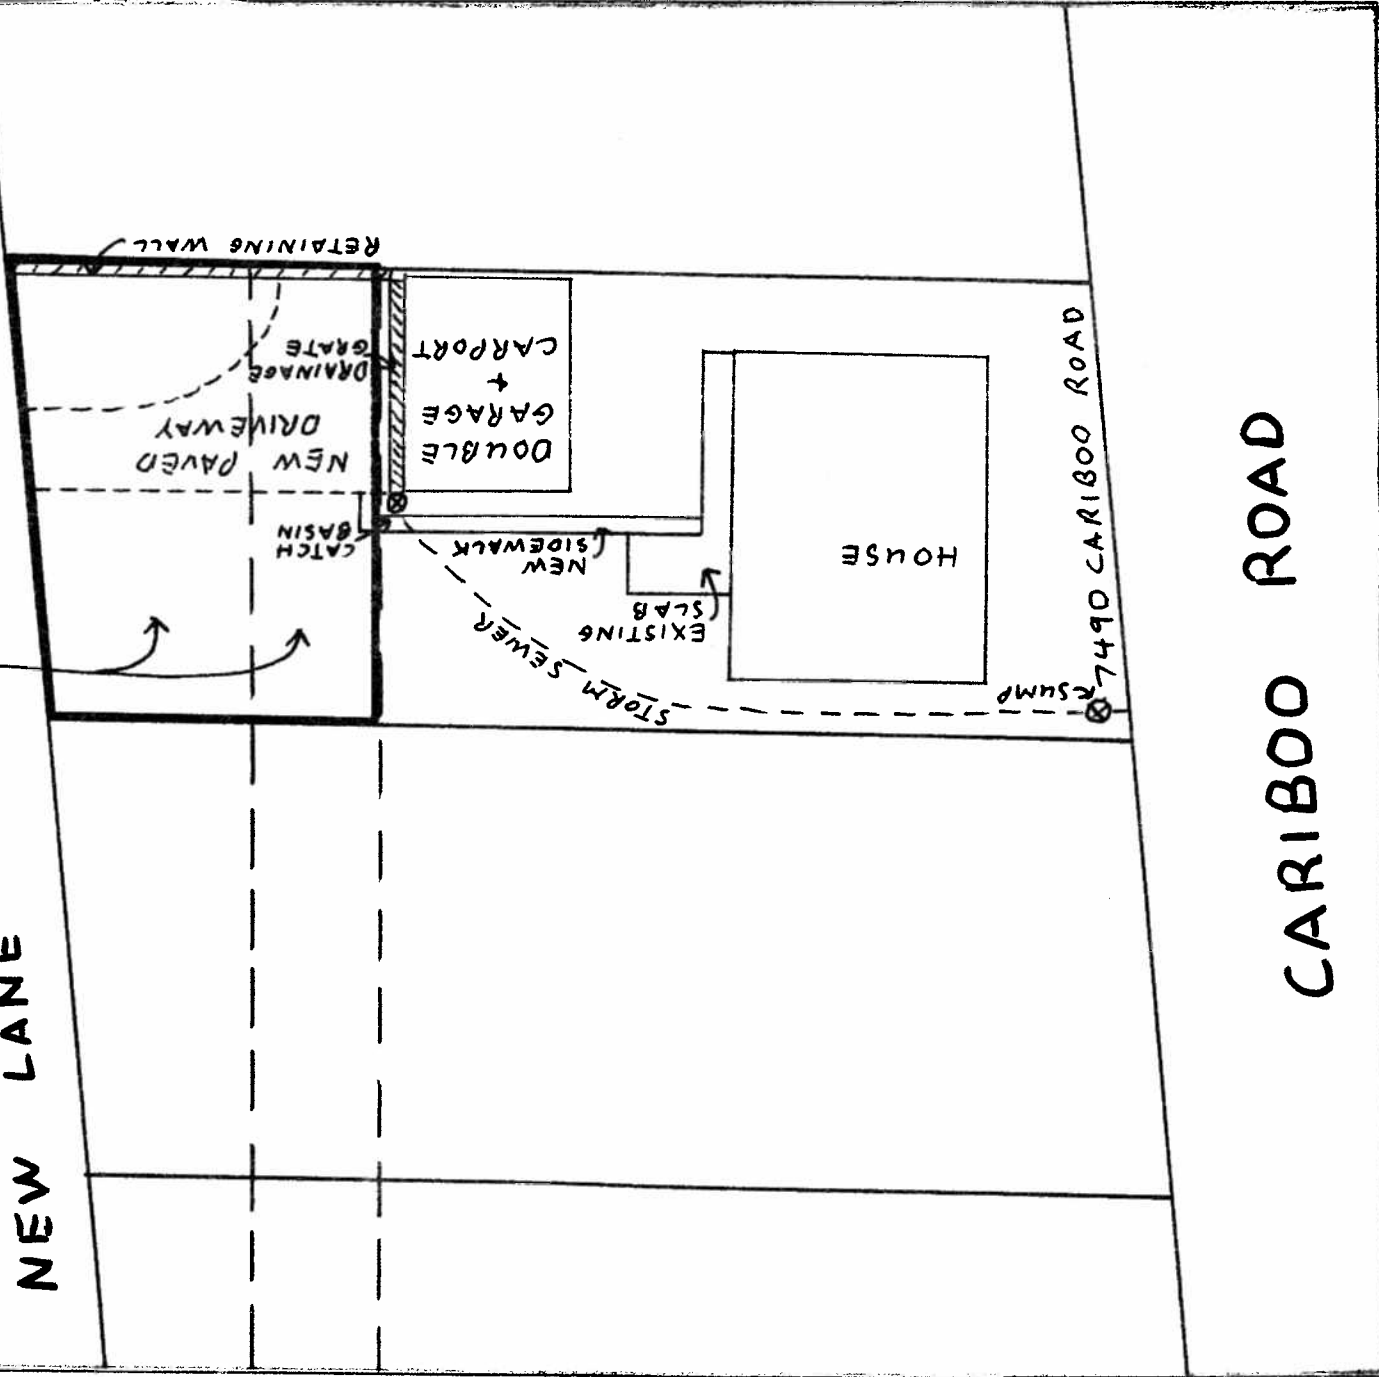 RETAINING WALL
DRAINAGE
GRATE
DOUBLE
GARAGE
+
CARPORT
NEW PAVED
DRIVEWAY
CATCH
BASIN
NEW
SIDEWALK
EXISTING
SLAB
HOUSE
STORM SEWER
SUMP
7490 CARIBOO ROAD
CARIBOO ROAD
NEW LANE